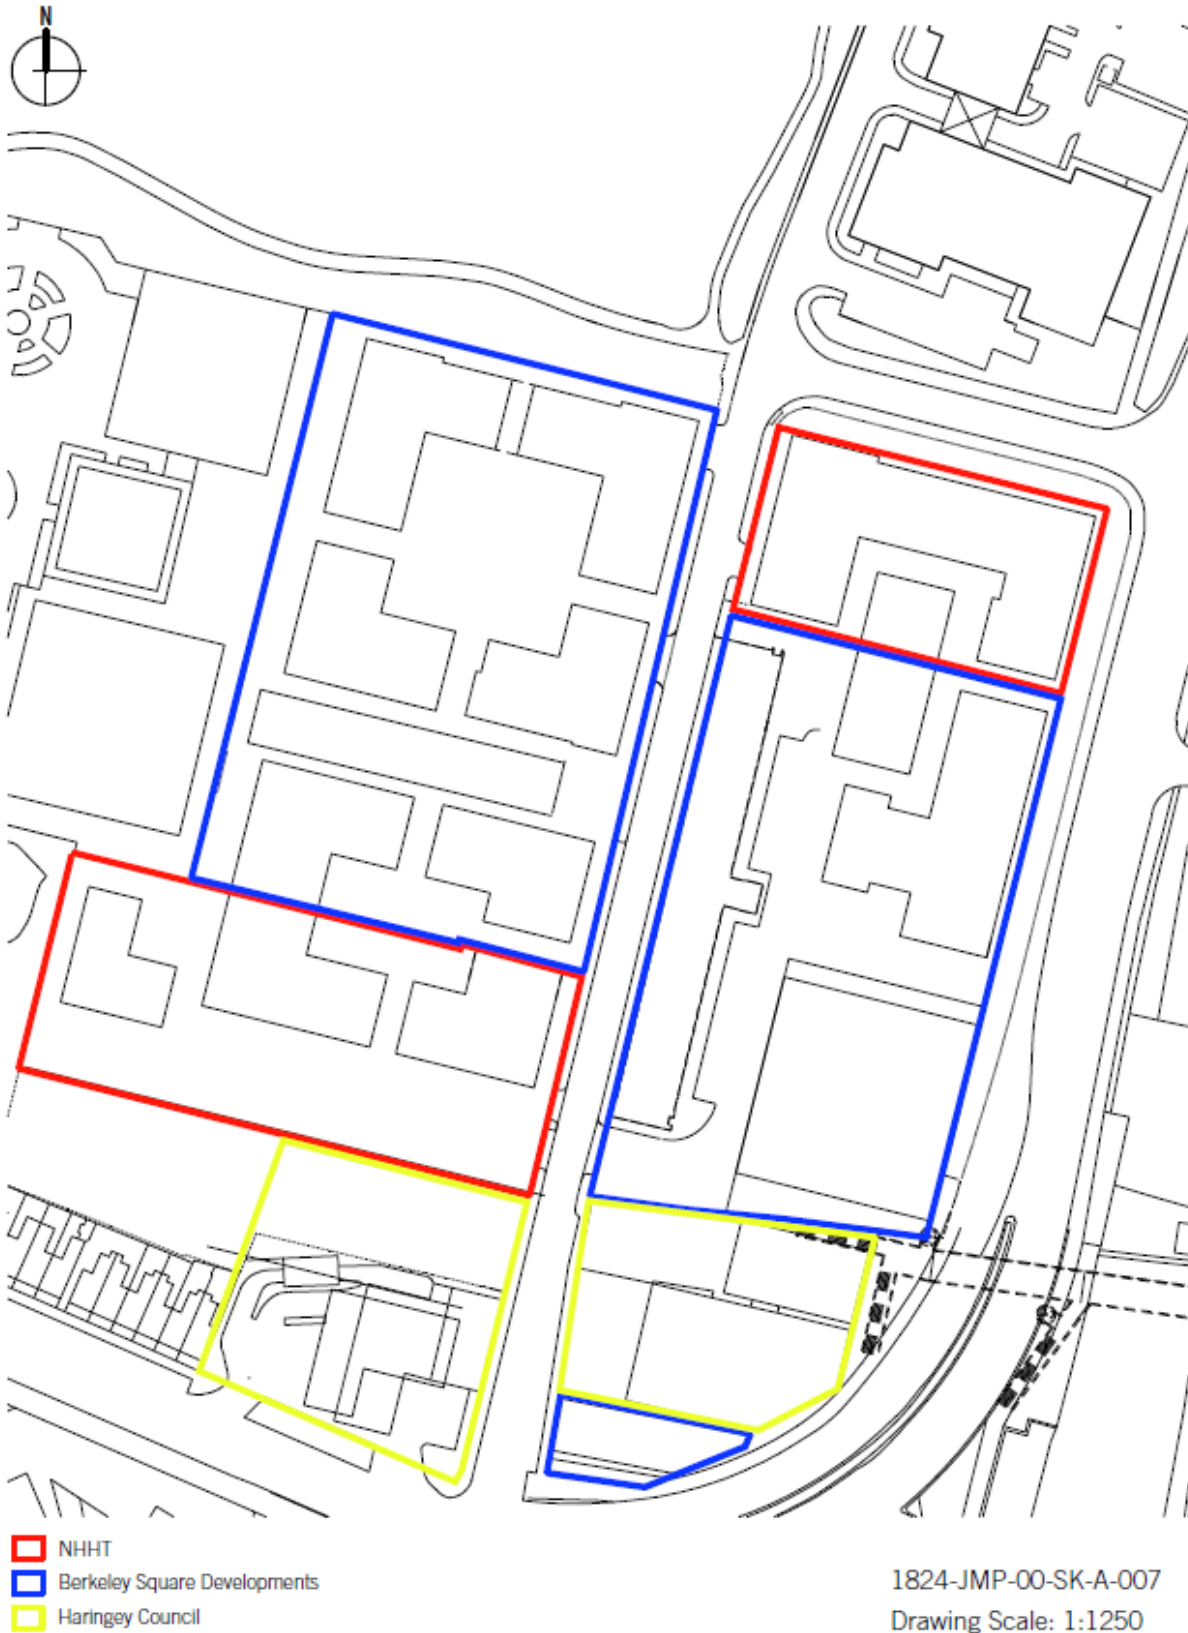 N
NHHT
Berkeley Square Developments
Haringey Council
1824-JMP-00-SK-A-007
Drawing Scale: 1:1250